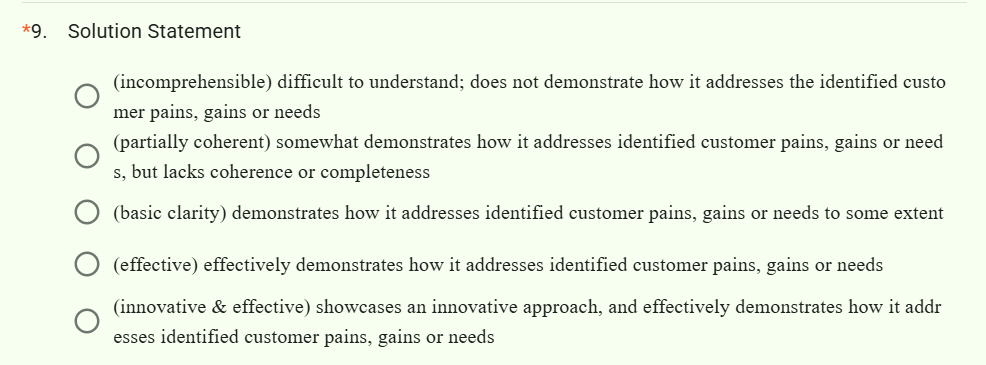 *9. Solution Statement
(incomprehensible) difficult to understand; does not demonstrate how it addresses the identified custo
mer pains, gains or needs
(partially coherent) somewhat demonstrates how it addresses identified customer pains, gains or need
s, but lacks coherence or completeness
(basic clarity) demonstrates how it addresses identified customer pains, gains or needs to some extent
(effective) effectively demonstrates how it addresses identified customer pains, gains or needs
(innovative & effective) showcases an innovative approach, and effectively demonstrates how it addr
esses identified customer pains, gains or needs